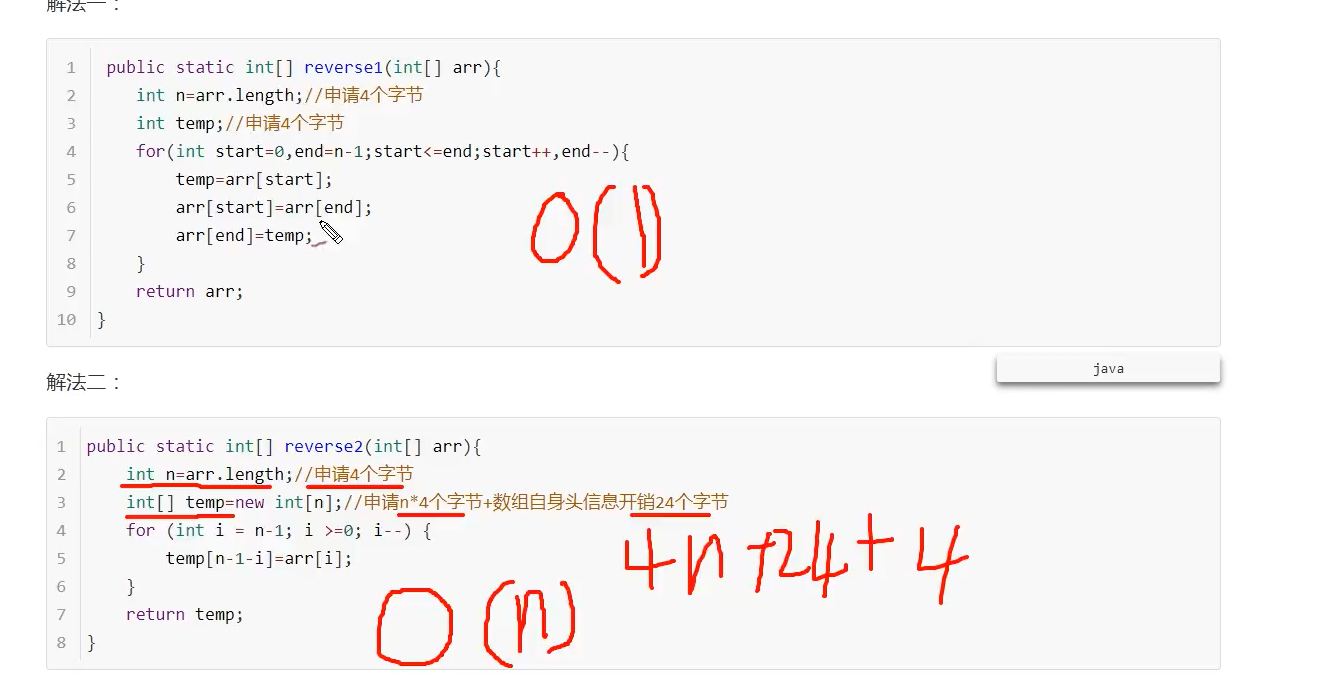 解法一：
1 public static int[] reverse1(int[] arr){
2 int n=arr.length;//申请4个字节
3 int temp;//申请4个字节
4 for(int start=0,end=n-1;start<=end;start++,end--){
5 temp=arr[start];
6 arr[start]=arr[end];
7 arr[end]=temp;
8 }
9 return arr;
10 }
O(1)
java
解法二：
1 public static int[] reverse2(int[] arr){
2 int n=arr.length;//申请4个字节
3 int[] temp=new int[n];//申请n*4个字节+数组自身头信息开销24个字节
4 for (int i = n-1; i >=0; i--) {
5 temp[n-1-i]=arr[i];
6 }
7 return temp;
8 }
4n+24+4
O(n)